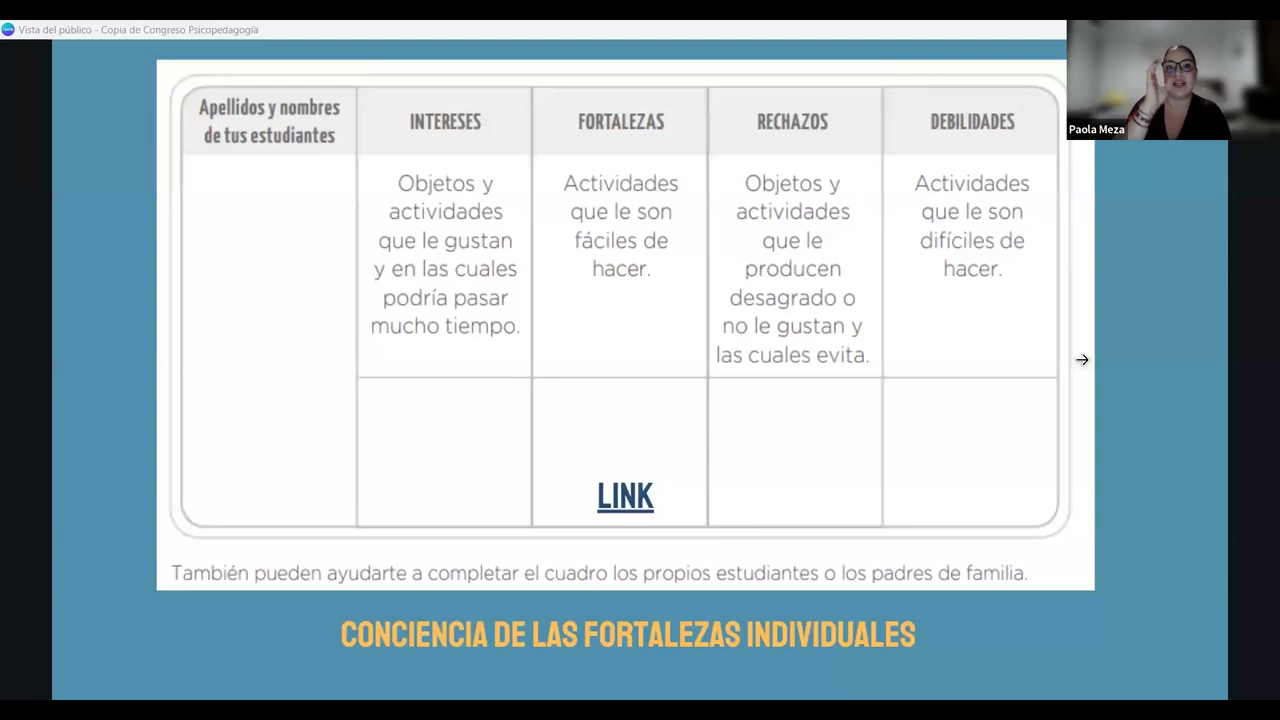 Vista del público - Copia de Congreso Psicopedagogía
Paola Meza
Apellidos y nombres
de tus estudiantes
INTERESES
FORTALEZAS
RECHAZOS
DEBILIDADES
Objetos y
actividades
que le gustan
y en las cuales
podría pasar
mucho tiempo.
Actividades
que le son
fáciles de
hacer.
Objetos y
actividades
que le
producen
desagrado o
no le gustan y
las cuales evita.
Actividades
que le son
difíciles de
hacer.
LINK
También pueden ayudarte a completar el cuadro los propios estudiantes o los padres de familia.
CONCIENCIA DE LAS FORTALEZAS INDIVIDUALES